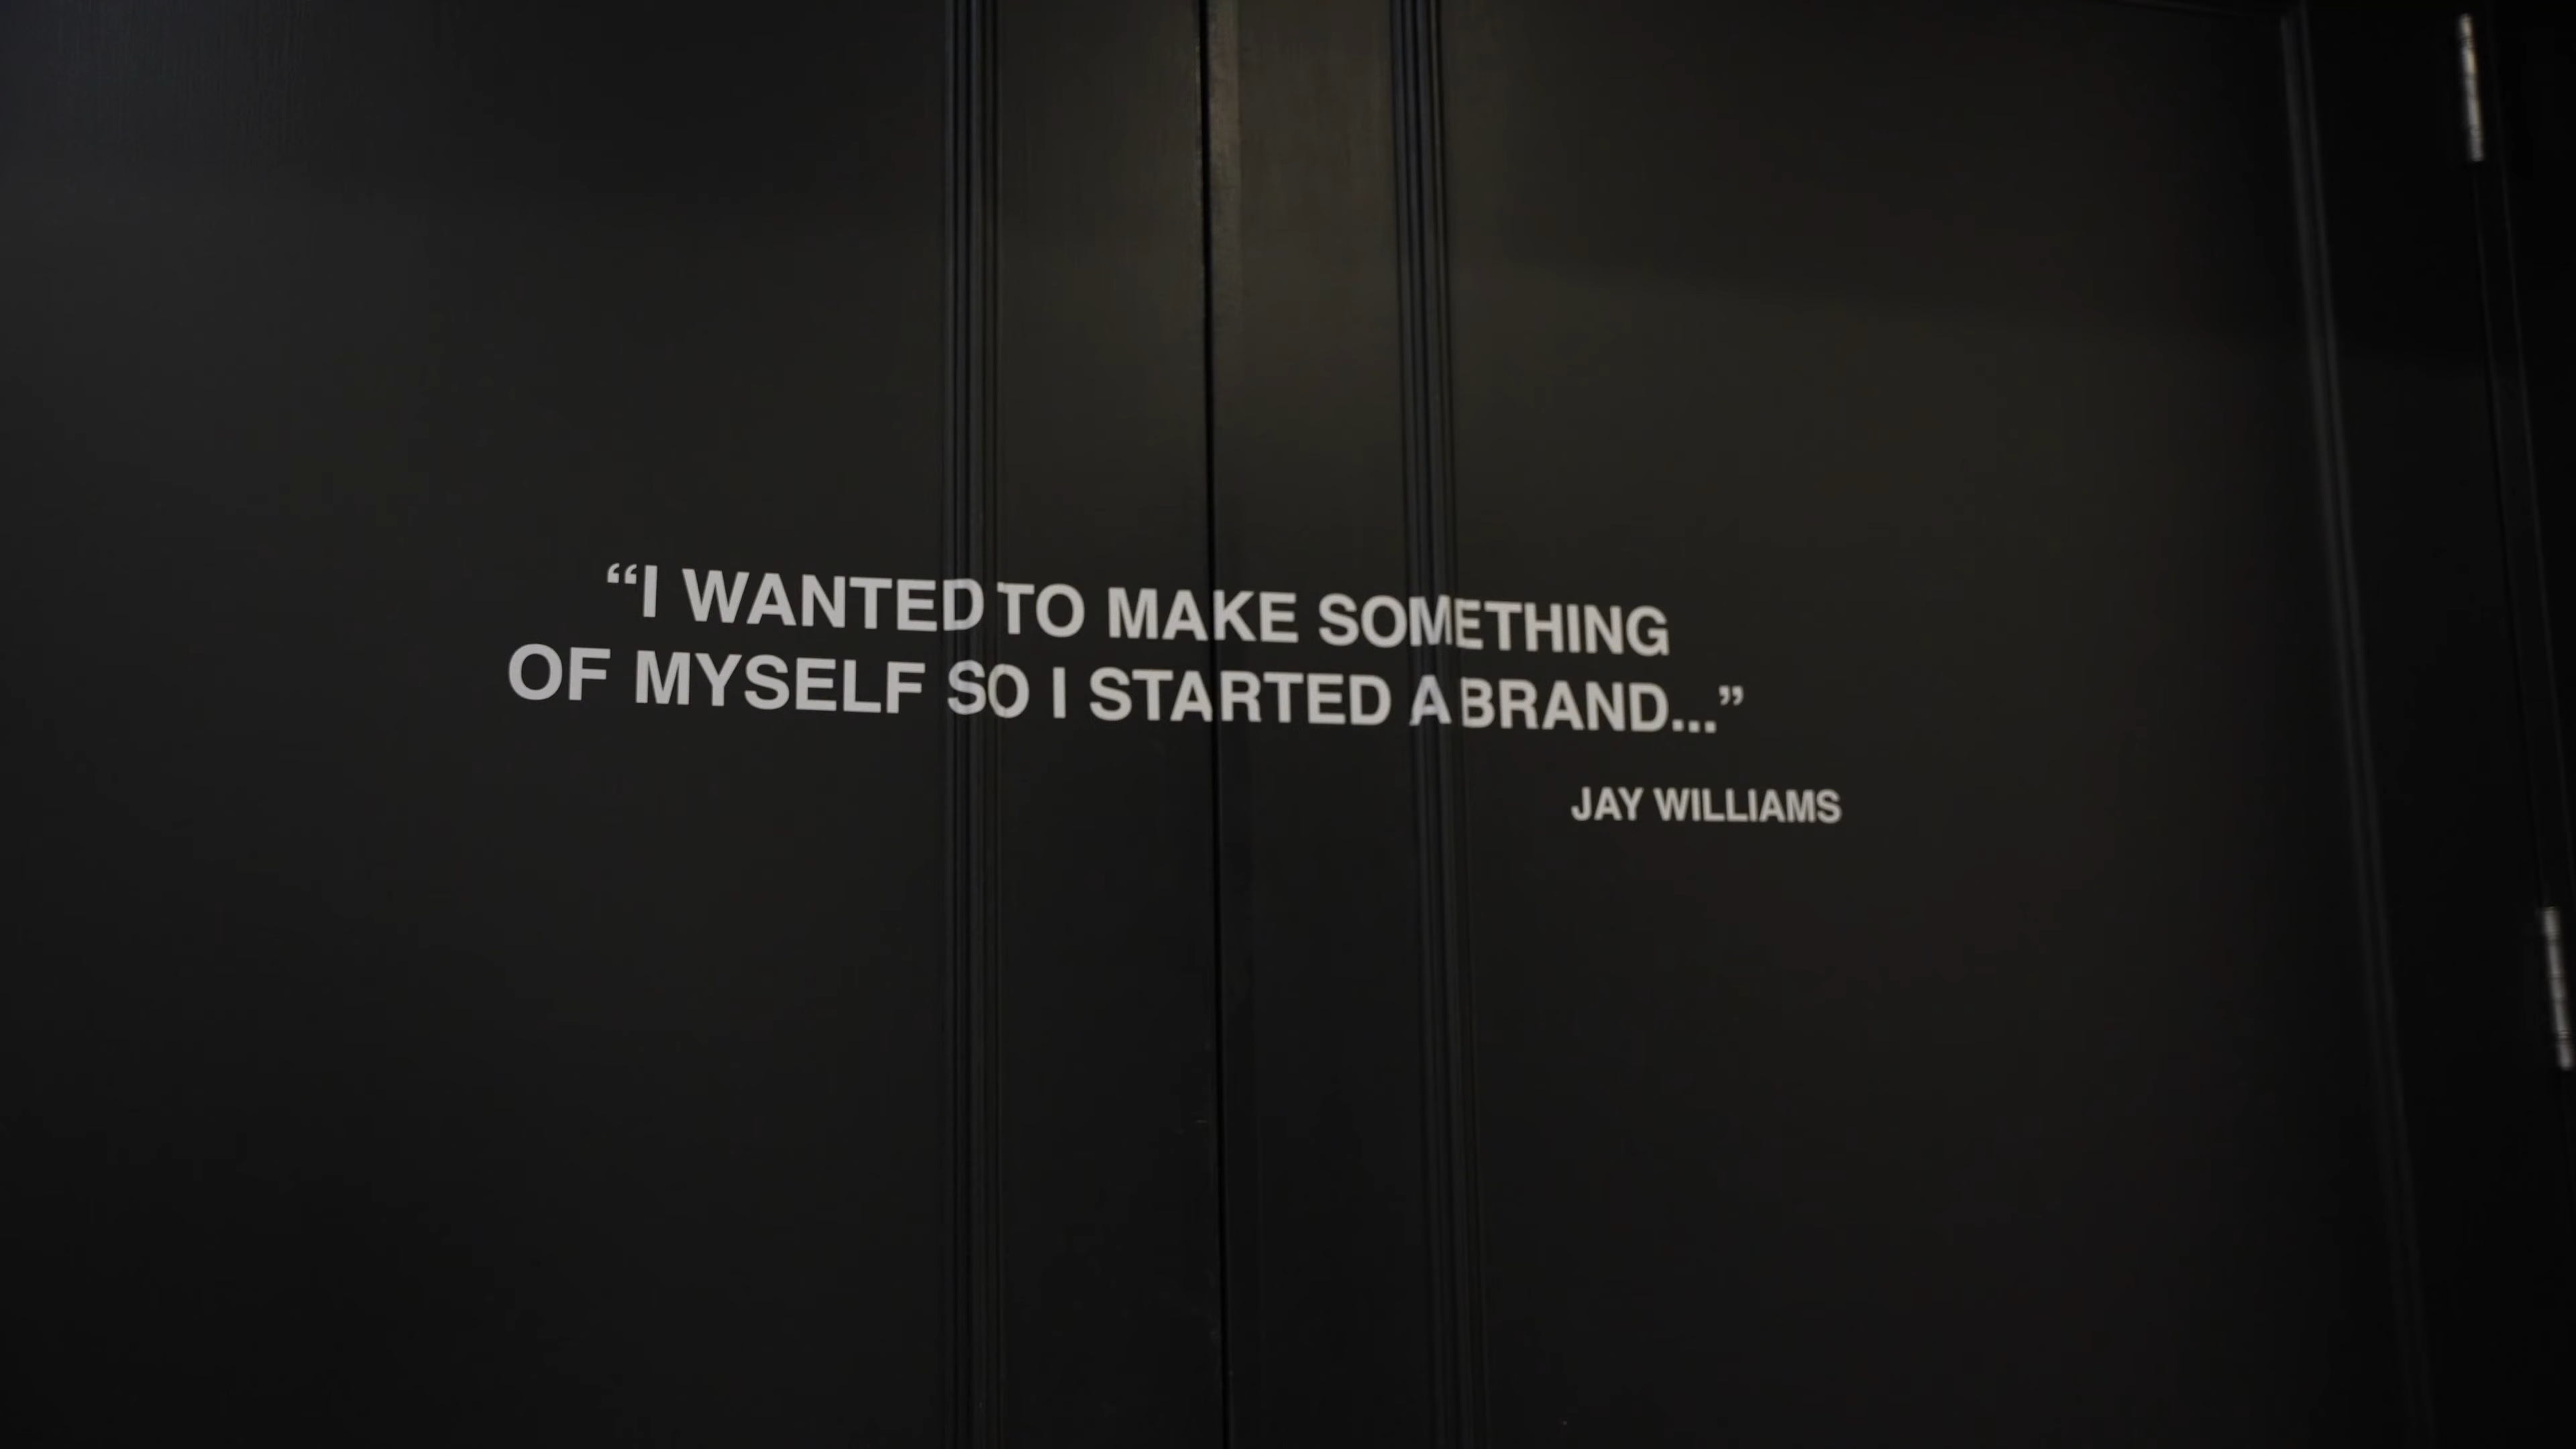 “I WANTED TO MAKE SOMETHING
OF MYSELF SO I STARTED A BRAND...”
JAY WILLIAMS